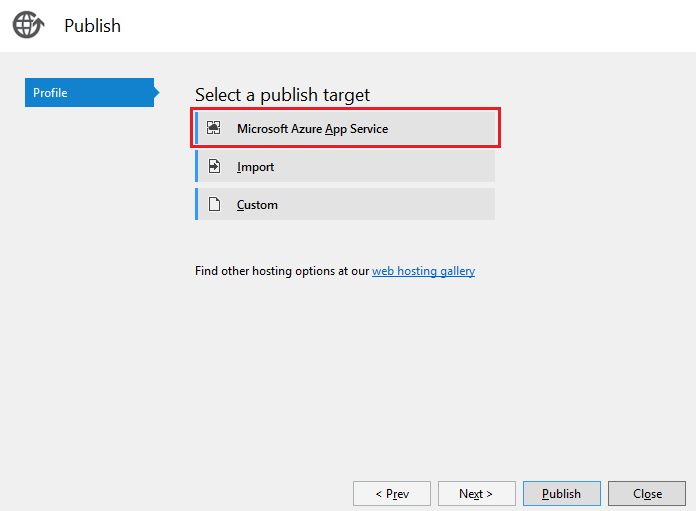 Publish
Profile
Select a publish target
Microsoft Azure App Service
Import
Custom
Find other hosting options at our web hosting gallery
< Prev
Next >
Publish
Close